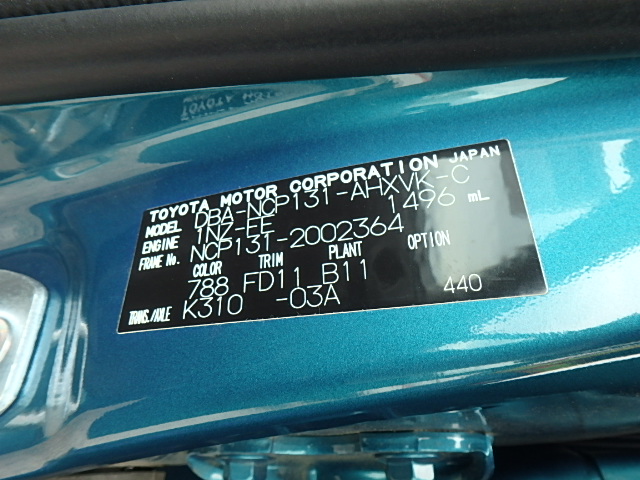 TOYOTA MOTOR CORPORATION JAPAN
MODEL DBA-NCP131-AHXVK-C
ENGINE 1NZ-FE 1496 mL
FRAME No. NCP131-2002364
COLOR TRIM PLANT OPTION
788 FD11 B11
TRANS./AXLE K310 -03A 440